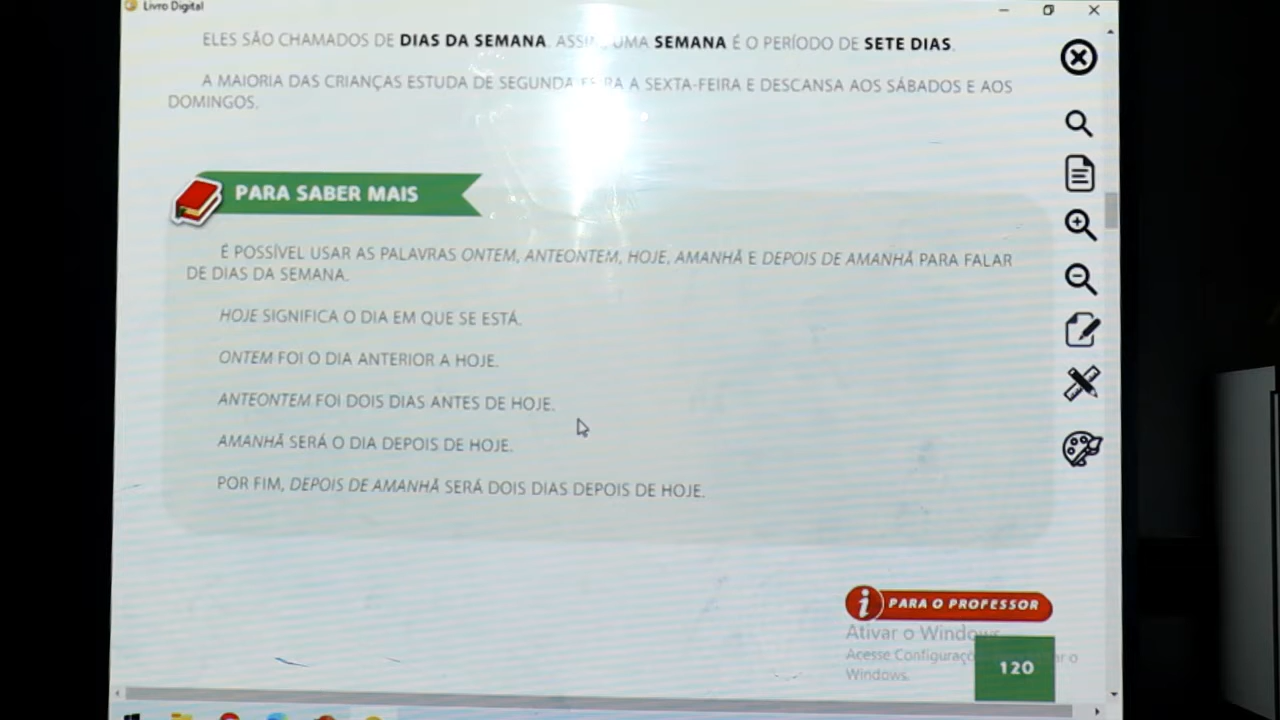 Livro Digital
ELES SÃO CHAMADOS DE DIAS DA SEMANA. UMA SEMANA É O PERÍODO DE SETE DIAS.
A MAIORIA DAS CRIANÇAS ESTUDA DE SEGUNDA-FEIRA A SEXTA-FEIRA E DESCANSA AOS SÁBADOS E AOS
DOMINGOS.
PARA SABER MAIS
É POSSÍVEL USAR AS PALAVRAS ONTEM, ANTEONTEM, HOJE, AMANHÃ E DEPOIS DE AMANHÃ PARA FALAR
DE DIAS DA SEMANA.
HOJE SIGNIFICA O DIA EM QUE SE ESTÁ.
ONTEM FOI O DIA ANTERIOR A HOJE.
ANTEONTEM FOI DOIS DIAS ANTES DE HOJE.
AMANHÃ SERÁ O DIA DEPOIS DE HOJE.
POR FIM, DEPOIS DE AMANHÃ SERÁ DOIS DIAS DEPOIS DE HOJE.
i PARA O PROFESSOR
Ativar o Windows
Acesse o
Windows.
120